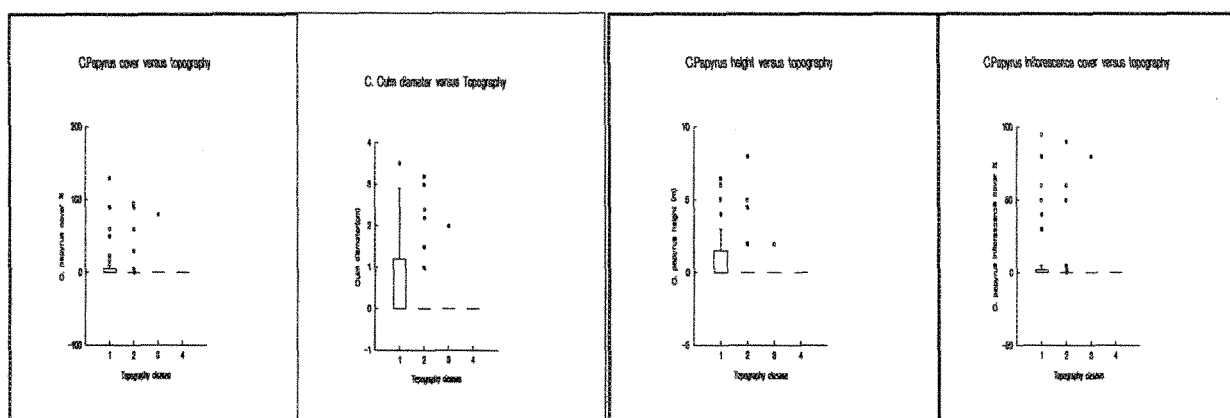 C.Papyrus cover versus topography
200
100
0
-100
C. papyrus cover %
1 2 3 4
Topography classes
C. Culm diameter versus Topography
4
3
2
1
0
-1
Culm diameter(cm)
1 2 3 4
Topography classes
C.Papyrus height versus topography
10
5
0
-5
C. papyrus height (m)
1 2 3 4
Topography classes
C.Papyrus inflorescence cover versus topography
100
50
0
C. papyrus inflorescence cover %
1 2 3 4
Topography classes